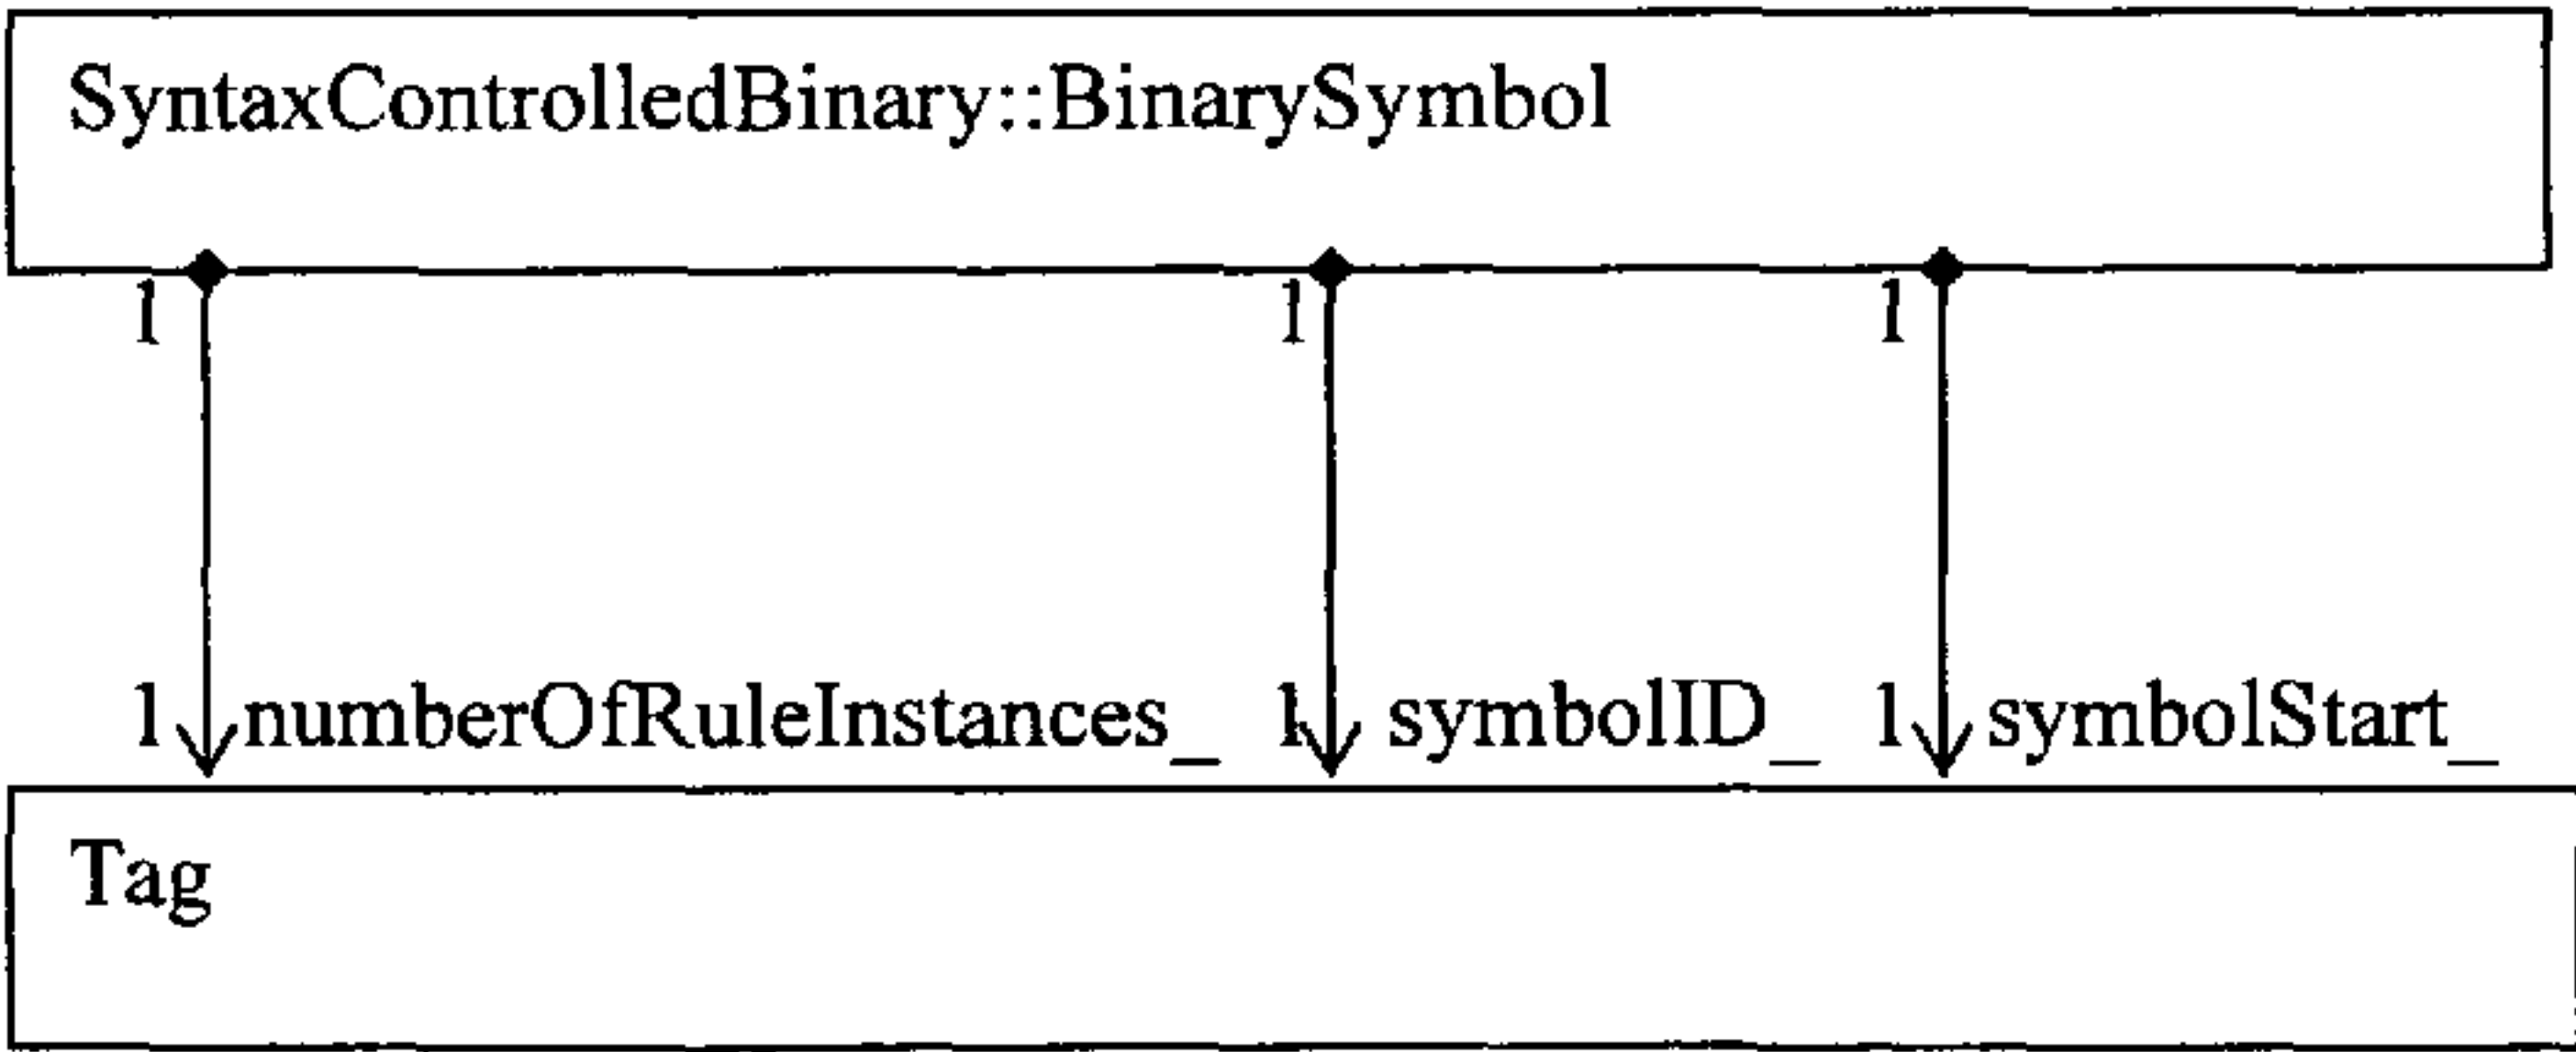 SyntaxControlledBinary::BinarySymbol
1 1 1
1 numberOfRuleInstances_ 1 symbolID_ 1 symbolStart_
Tag